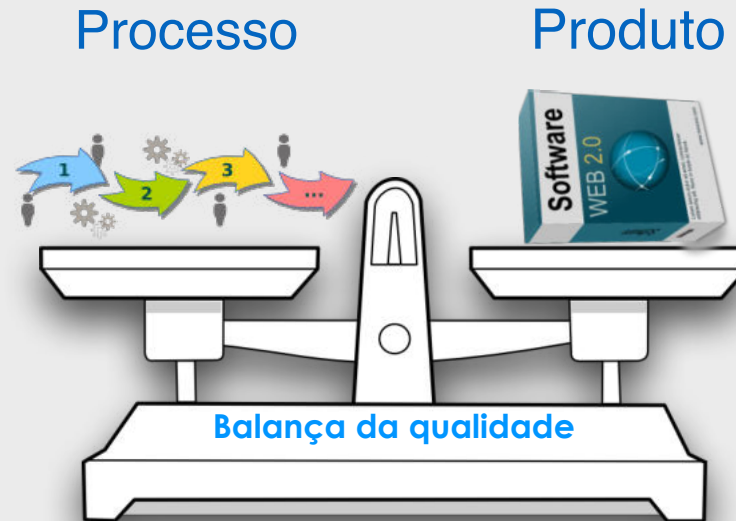 Processo
Produto
1
2
3
...
Software
WEB 2.0
Balança da qualidade